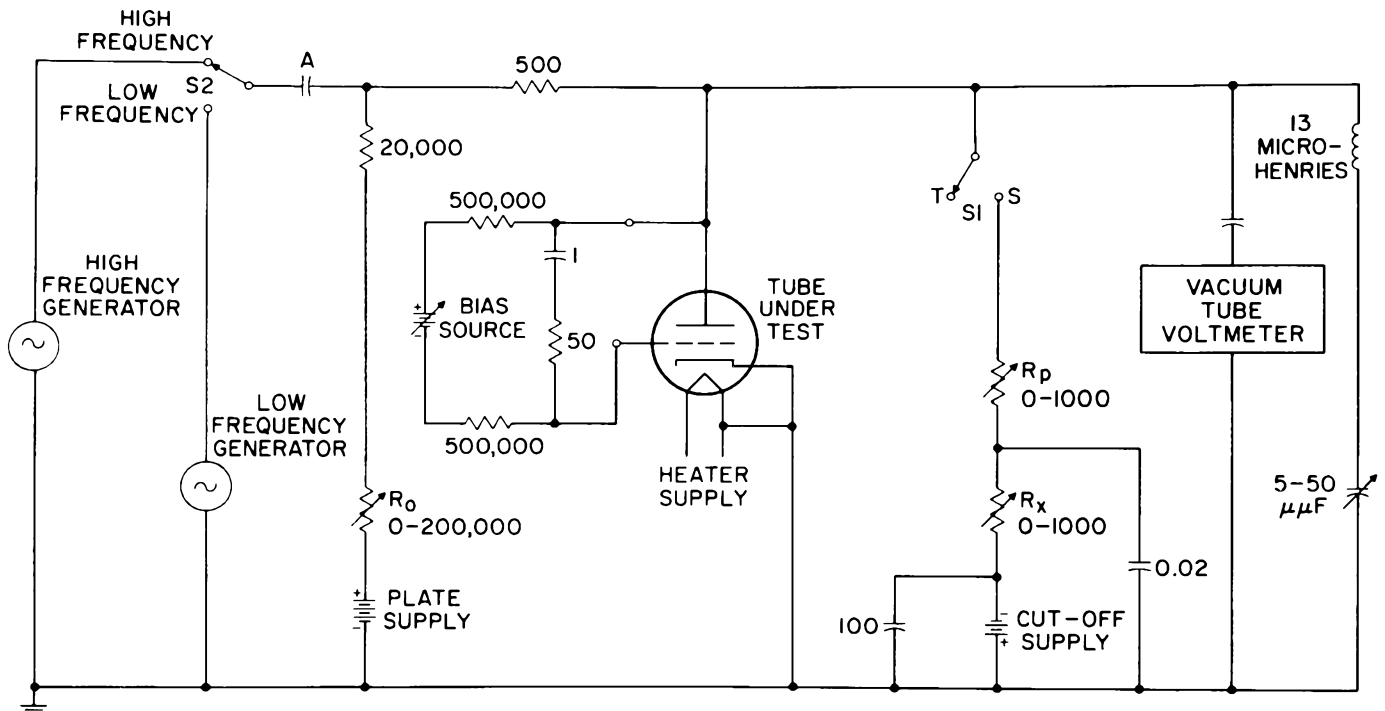 HIGH
FREQUENCY
S2
LOW
FREQUENCY
A
500
20,000
500,000
1
50
+
BIAS
SOURCE
-
500,000
TUBE
UNDER
TEST
HEATER
SUPPLY
HIGH
FREQUENCY
GENERATOR
LOW
FREQUENCY
GENERATOR
Ro
0-200,000
+
PLATE
SUPPLY
-
T
S1
S
Rp
0-1000
Rx
0-1000
100
-
CUT-OFF
SUPPLY
+
0.02
VACUUM
TUBE
VOLTMETER
13
MICRO-
HENRIES
5-50
μμF